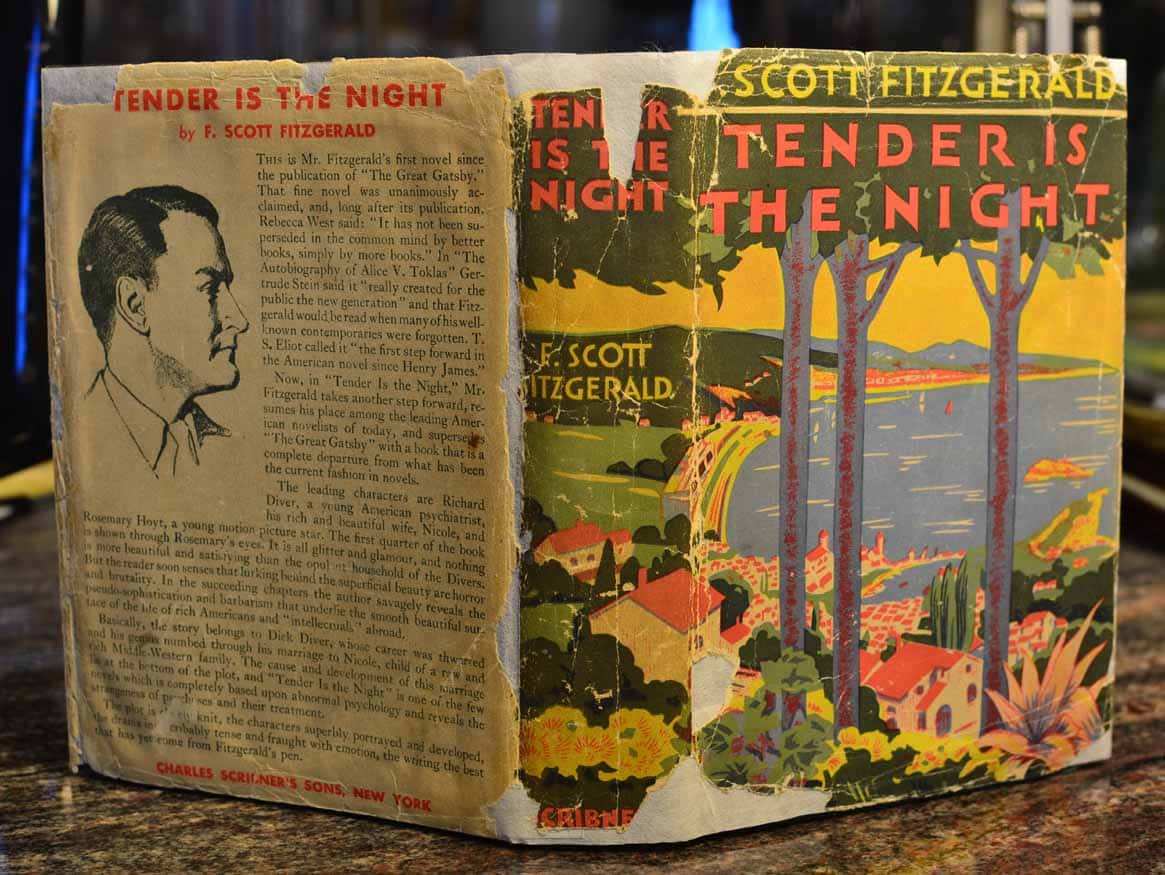 TENDER IS THE NIGHT
by F. SCOTT FITZGERALD
THIS is Mr. Fitzgerald's first novel since
the publication of "The Great Gatsby."
That fine novel was unanimously ac-
claimed, and, long after its publication.
Rebecca West said: "It has not been su-
perseded in the common mind by better
books, simply by more books." In "The
Autobiography of Alice V. Toklas" Ger-
trude Stein said it "really created for the
public the new generation" and that Fitz-
gerald would be read when many of his well-
known contemporaries were forgotten. T.
S. Eliot called it "the first step forward in
the American novel since Henry James."
Now, in "Tender Is the Night," Mr.
Fitzgerald takes another step forward, re-
sumes his place among the leading Amer-
ican novelists of today, and supersedes
"The Great Gatsby" with a book that is a
complete departure from what has been
the current fashion in novels.
The leading characters are Richard
Diver, a young American psychiatrist,
his rich and beautiful wife, Nicole, and
Rosemary Hoyt, a young motion picture star. The first quarter of the book
is shown through Rosemary's eyes. It is all glitter and glamour, and nothing
is more beautiful and satisfying than the opulent household of the Divers.
But the reader soon senses that lurking behind the superficial beauty are horror
and brutality. In the succeeding chapters the author savagely reveals the
pseudo-sophistication and barbarism that underlie the smooth beautiful sur-
face of the life of rich Americans and "intellectuals" abroad.
Basically, the story belongs to Dick Diver, whose career was thwarted
and his genius numbed through his marriage to Nicole, child of a raw and
rich Middle-Western family. The cause and development of this marriage
lie at the bottom of the plot, and "Tender Is the Night" is one of the few
novels which is completely based upon abnormal psychology and reveals the
strangeness of psychoses and their treatment.
The plot is knit, the characters superbly portrayed and developed,
the drama tense and fraught with emotion, the writing the best
that has yet come from Fitzgerald's pen.
CHARLES SCRIBNER'S SONS, NEW YORK
TENDER
IS THE
NIGHT
F. SCOTT
FITZGERALD
CRIBNE
SCOTT FITZGERALD
TENDER IS
THE NIGHT